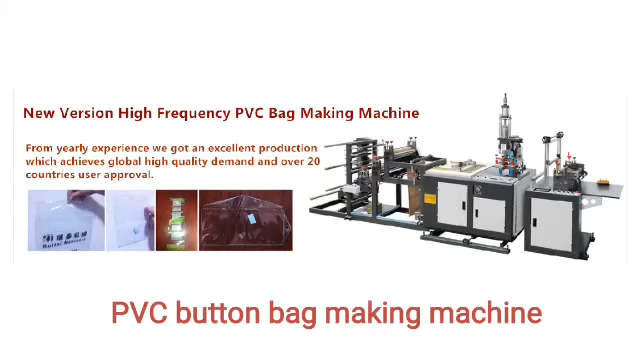 New Version High Frequency PVC Bag Making Machine
From yearly experience we got an excellent production
which achieves global high quality demand and over 20
countries user approval.
PVC button bag making machine